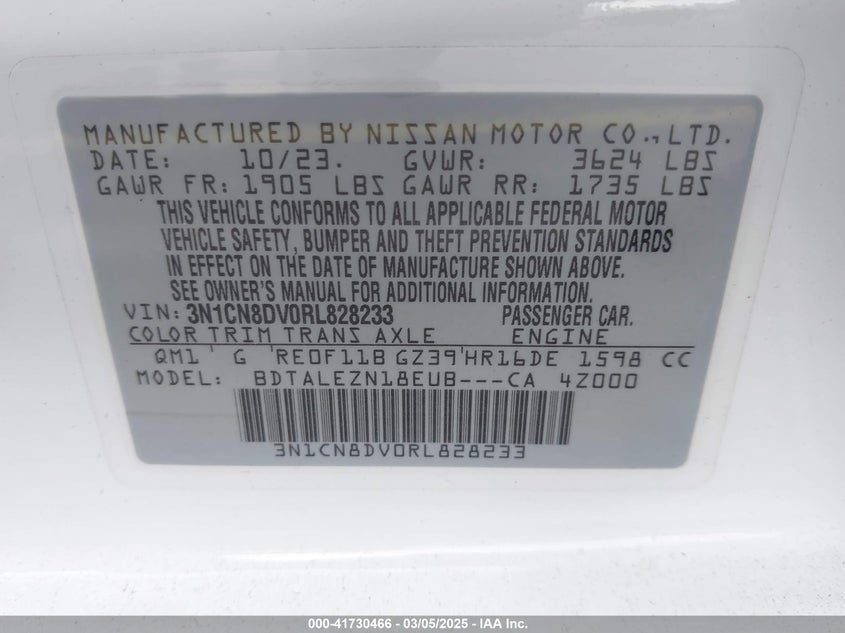 MANUFACTURED BY NISSAN MOTOR CO., LTD.
DATE: 10/23. GVWR: 3624 LBS
GAWR FR: 1905 LBS GAWR RR: 1735 LBS
THIS VEHICLE CONFORMS TO ALL APPLICABLE FEDERAL MOTOR
VEHICLE SAFETY, BUMPER AND THEFT PREVENTION STANDARDS
IN EFFECT ON THE DATE OF MANUFACTURE SHOWN ABOVE.
SEE OWNER'S MANUAL FOR ADDITIONAL INFORMATION.
VIN: 3N1CN8DV0RL828233 PASSENGER CAR.
COLOR TRIM TRANS AXLE ENGINE
QM1 G RE0F11B GZ39 HR16DE 1598 CC
MODEL: BDTALEZN18EUB---CA 4Z000
3N1CN8DV0RL828233
000-41730466 - 03/05/2025 - IAA Inc.